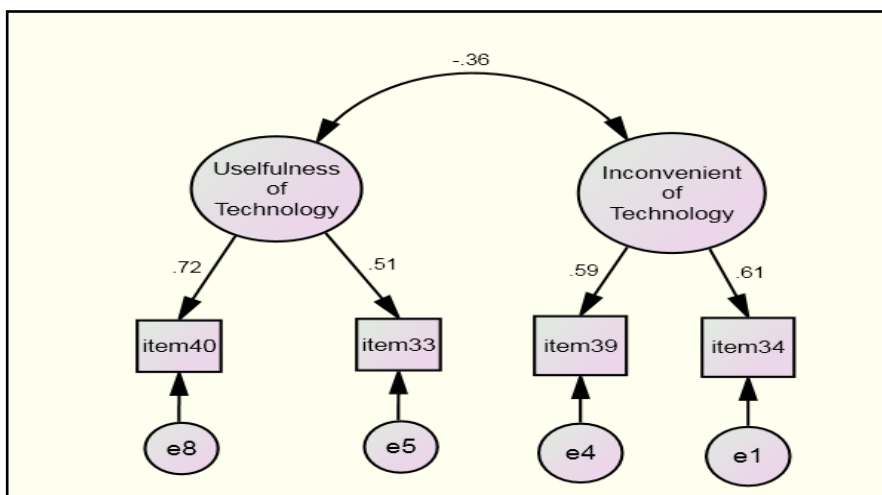 -.36
Uselfulness
of
Technology
Inconvenient
of
Technology
.72
.51
.59
.61
item40
item33
item39
item34
e8
e5
e4
e1